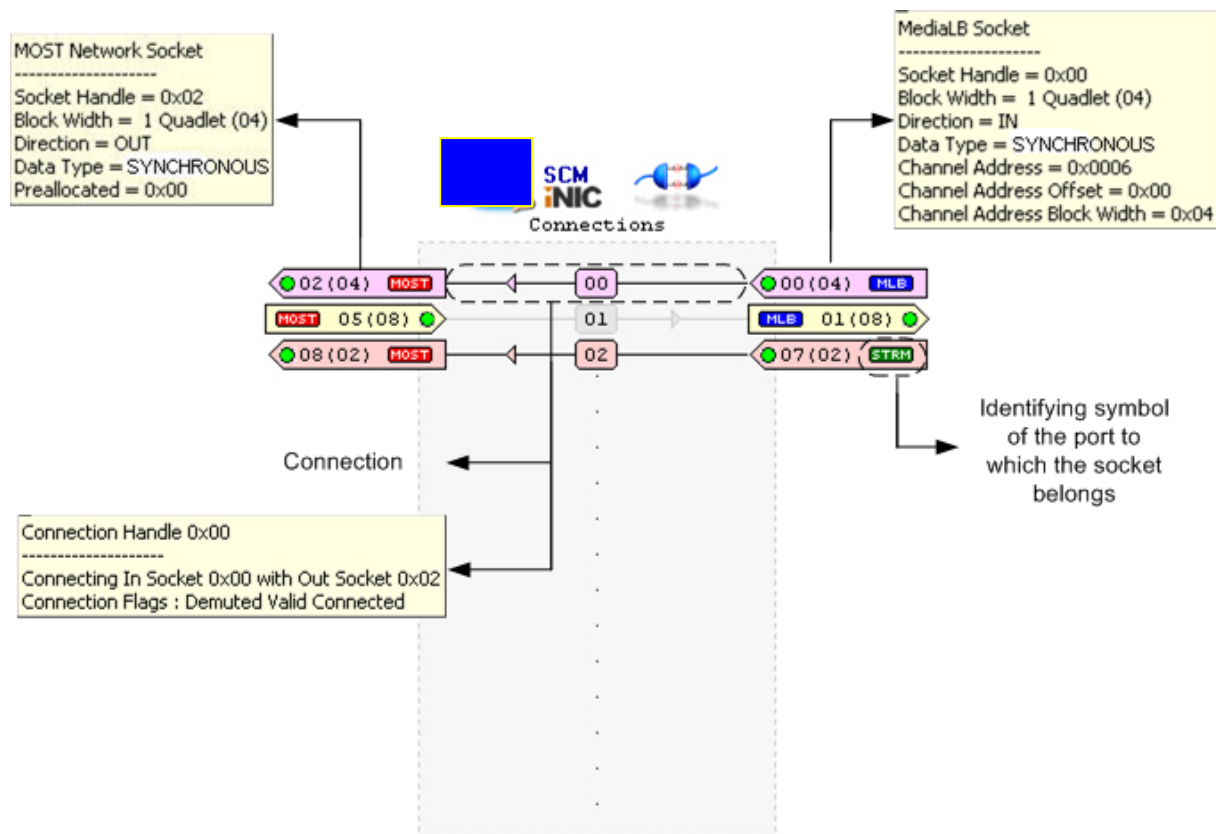 MOST Network Socket
--------------------
Socket Handle = 0x02
Block Width = 1 Quadlet (04)
Direction = OUT
Data Type = SYNCHRONOUS
Preallocated = 0x00
MediaLB Socket
--------------------
Socket Handle = 0x00
Block Width = 1 Quadlet (04)
Direction = IN
Data Type = SYNCHRONOUS
Channel Address = 0x0006
Channel Address Offset = 0x00
Channel Address Block Width = 0x04
SCM
iNIC
Connections
02(04) MOST 00 00(04) MLB
MOST 05(08) 01 MLB 01(08)
08(02) MOST 02 07(02) STRM
Identifying symbol
of the port to
which the socket
belongs
Connection
Connection Handle 0x00
--------------------
Connecting In Socket 0x00 with Out Socket 0x02
Connection Flags : Demuted Valid Connected